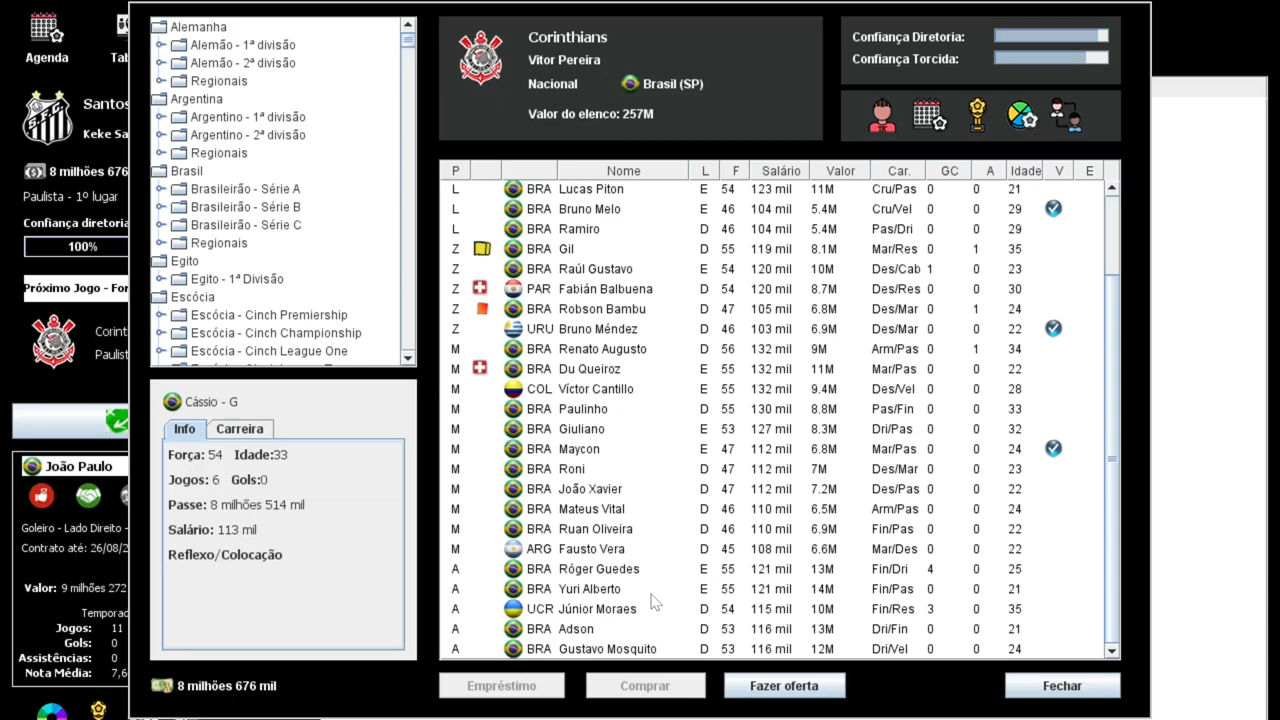 Agenda
Tab
Santos
Keke Sa
8 milhões 676
Paulista - 1º lugar
Confiança diretoria
100%
Próximo Jogo - For
Corint
Paulist
João Paulo
Goleiro - Lado Direito -
Contrato até: 26/08/2
Valor: 9 milhões 272
Temporad
Jogos: 11
Gols: 0
Assistências: 0
Nota Média: 7,6
Alemanha
Alemão - 1ª divisão
Alemão - 2ª divisão
Regionais
Argentina
Argentino - 1ª divisão
Argentino - 2ª divisão
Regionais
Brasil
Brasileirão - Série A
Brasileirão - Série B
Brasileirão - Série C
Regionais
Egito
Egito - 1ª Divisão
Escócia
Escócia - Cinch Premiership
Escócia - Cinch Championship
Escócia - Cinch League One
Cássio - G
Info Carreira
Força: 54 Idade:33
Jogos: 6 Gols:0
Passe: 8 milhões 514 mil
Salário: 113 mil
Reflexo/Colocação
8 milhões 676 mil
Corinthians
Vitor Pereira
Nacional Brasil (SP)
Valor do elenco: 257M
Confiança Diretoria:
Confiança Torcida:
P Nome L F Salário Valor Car. GC A Idade V E
L BRA Lucas Piton E 54 123 mil 11M Cru/Pas 0 0 21
L BRA Bruno Melo E 46 104 mil 5.4M Cru/Vel 0 0 29
L BRA Ramiro D 46 104 mil 5.4M Pas/Dri 0 0 29
Z BRA Gil D 55 119 mil 8.1M Mar/Res 0 1 35
Z BRA Raúl Gustavo E 54 120 mil 10M Des/Cab 1 0 23
Z PAR Fabián Balbuena D 54 120 mil 8.7M Des/Res 0 0 30
Z BRA Robson Bambu D 47 105 mil 6.8M Des/Mar 0 1 24
Z URU Bruno Méndez D 46 103 mil 6.9M Des/Mar 0 0 22
M BRA Renato Augusto D 56 132 mil 9M Arm/Pas 0 1 34
M BRA Du Queiroz D 55 132 mil 11M Mar/Pas 0 0 22
M COL Víctor Cantillo E 55 132 mil 9.4M Des/Vel 0 0 28
M BRA Paulinho D 55 130 mil 8.8M Pas/Fin 0 0 33
M BRA Giuliano E 53 127 mil 8.3M Dri/Pas 0 0 32
M BRA Maycon E 47 112 mil 6.8M Mar/Pas 0 0 24
M BRA Roni D 47 112 mil 7M Des/Mar 0 0 23
M BRA João Xavier D 47 112 mil 7.2M Des/Pas 0 0 22
M BRA Mateus Vital D 46 110 mil 6.5M Arm/Pas 0 0 24
M BRA Ruan Oliveira D 46 110 mil 6.9M Fin/Pas 0 0 22
M ARG Fausto Vera D 45 108 mil 6.6M Mar/Des 0 0 22
A BRA Róger Guedes E 55 121 mil 13M Fin/Dri 4 0 25
A BRA Yuri Alberto E 55 121 mil 14M Fin/Pas 0 0 21
A UCR Júnior Moraes D 54 115 mil 10M Fin/Res 3 0 35
A BRA Adson D 53 116 mil 13M Dri/Fin 0 0 21
A BRA Gustavo Mosquito D 53 116 mil 12M Dri/Vel 0 0 24
Empréstimo Comprar Fazer oferta Fechar